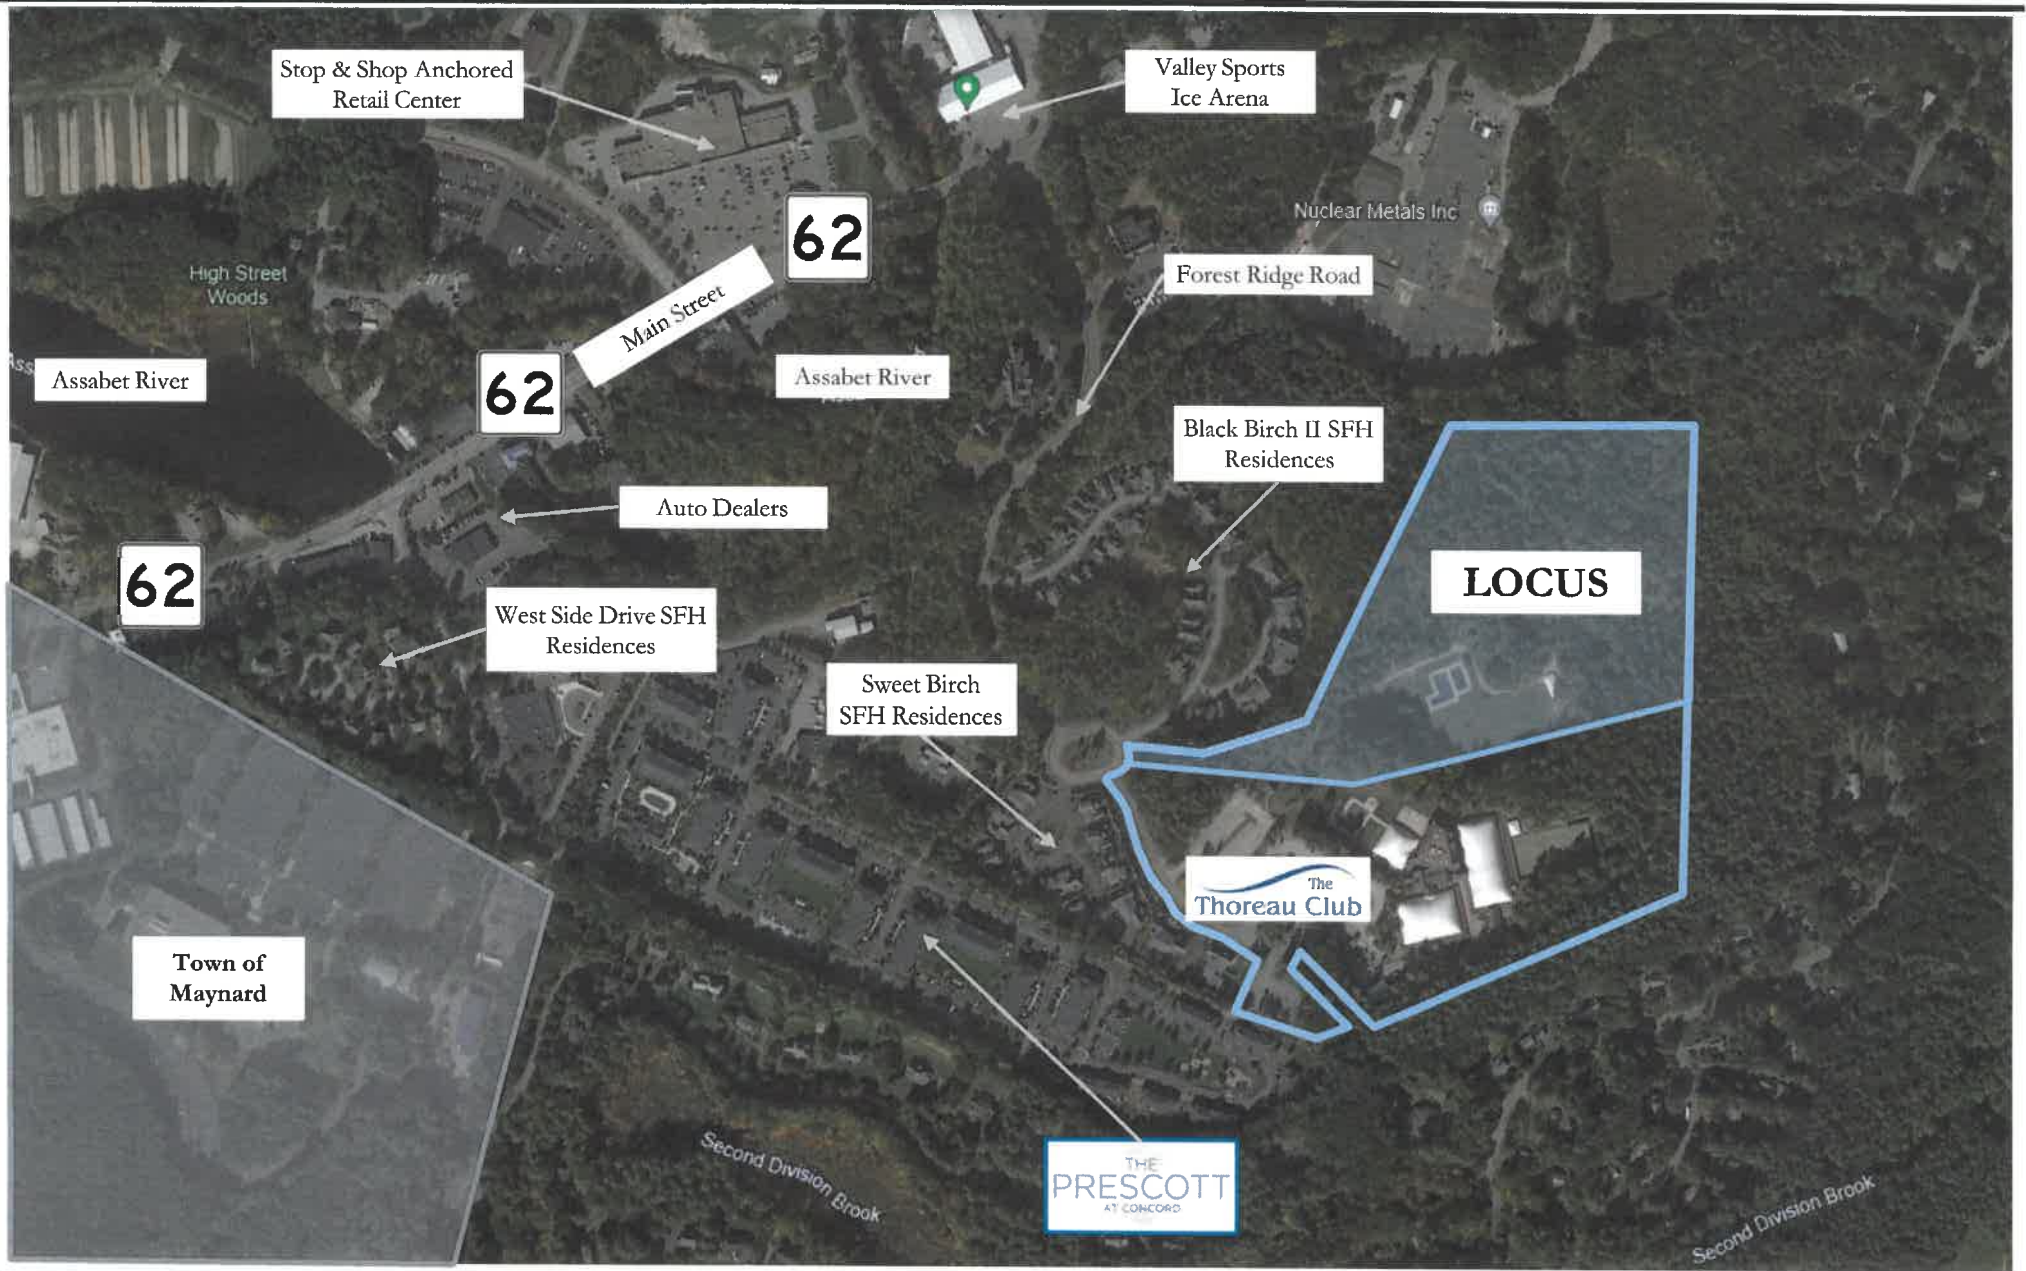 Stop & Shop Anchored
Retail Center
Valley Sports
Ice Arena
Nuclear Metals Inc
62
Forest Ridge Road
High Street
Woods
Main Street
Assabet River
Assabet River
62
Black Birch II SFH
Residences
Auto Dealers
LOCUS
62
West Side Drive SFH
Residences
Sweet Birch
SFH Residences
The
Thoreau Club
Town of
Maynard
Second Division Brook
THE
PRESCOTT
AT CONCORD
Second Division Brook